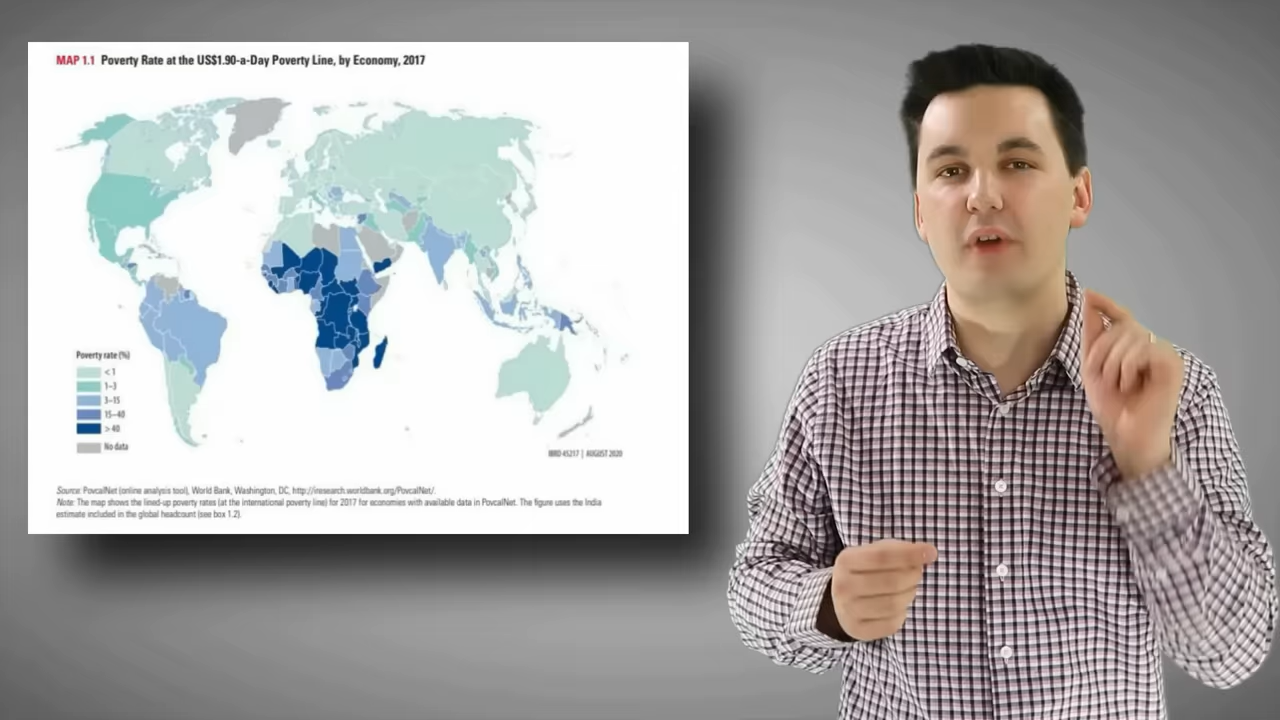 MAP 1.1 Poverty Rate at the US$1.90-a-Day Poverty Line, by Economy, 2017
Poverty rate (%)
< 1
1–3
3–15
15–40
> 40
No data
IBRD 45217 | AUGUST 2020
Source: PovcalNet (online analysis tool), World Bank, Washington, DC, http://iresearch.worldbank.org/PovcalNet/.
Note: The map shows the lined-up poverty rates (at the international poverty line) for 2017 for economies with available data in PovcalNet. The figure uses the India
estimate included in the global headcount (see box 1.2).